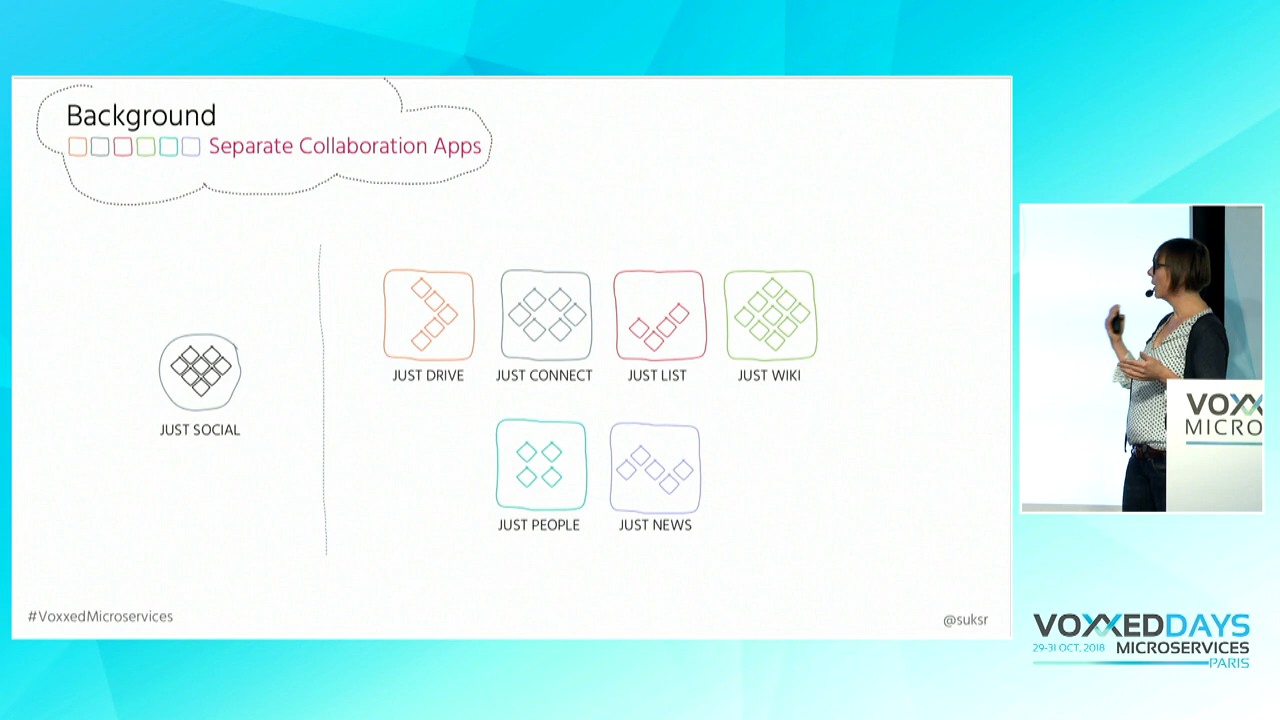 Background
Separate Collaboration Apps
JUST SOCIAL
JUST DRIVE
JUST CONNECT
JUST LIST
JUST WIKI
JUST PEOPLE
JUST NEWS
#VoxxedMicroservices
@suksr
VOXX
MICRO
VOXXEDDAYS
29-31 OCT, 2018
MICROSERVICES
PARIS